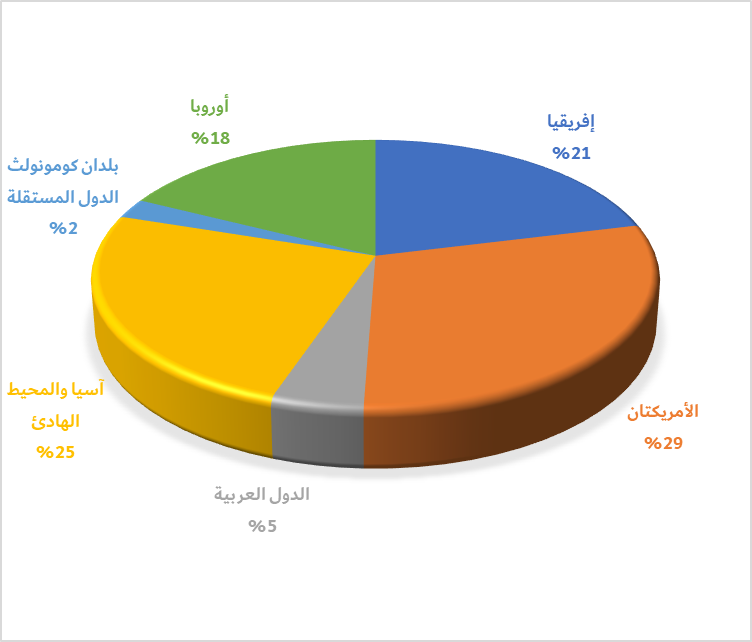 أوروبا
%18
إفريقيا
%21
بلدان كومونولث
الدول المستقلة
%2
آسيا والمحيط
الهادئ
%25
الأمريكتان
%29
الدول العربية
%5